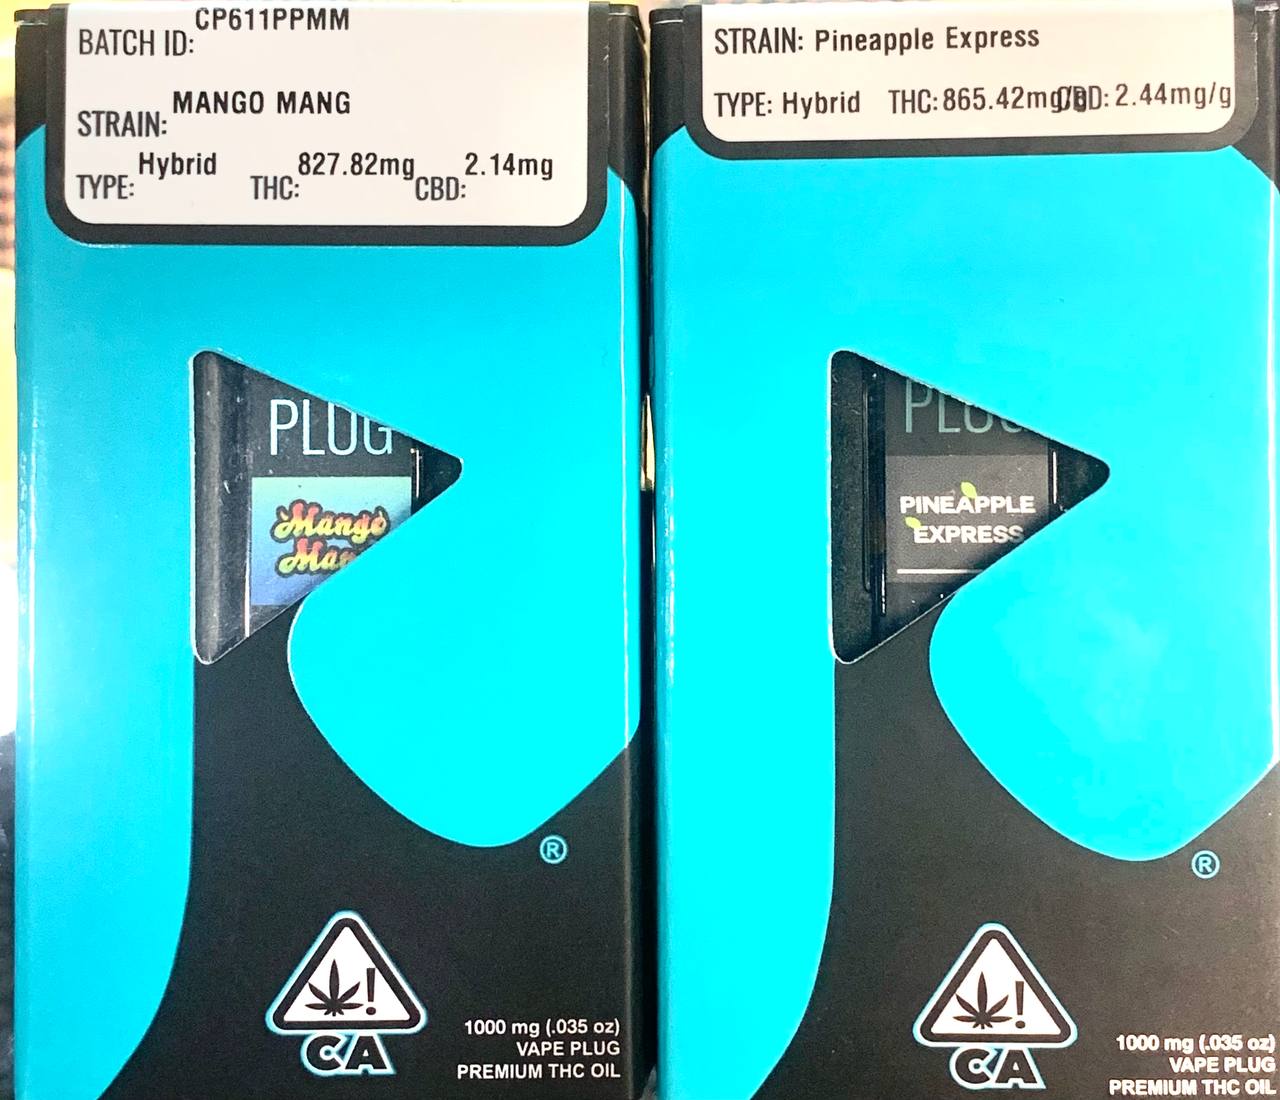 CP611PPMM
BATCH ID:
MANGO MANG
STRAIN:
Hybrid 827.82mg 2.14mg
TYPE: THC: CBD:
PLUG
Mango
1000 mg (.035 oz)
VAPE PLUG
PREMIUM THC OIL
CA
®
STRAIN: Pineapple Express
TYPE: Hybrid THC: 865.42mg/g CBD: 2.44mg/g
PLUG
PINEAPPLE
EXPRESS
®
CA
1000 mg (.035 oz)
VAPE PLUG
PREMIUM THC OIL